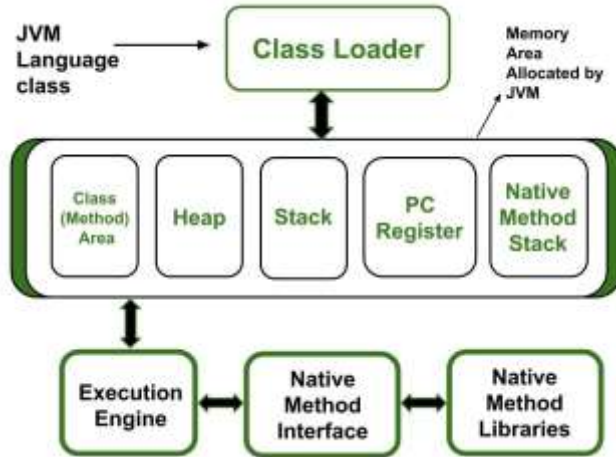 JVM
Language
class
Class Loader
Memory
Area
Allocated by
JVM
Class
(Method)
Area
Heap
Stack
PC
Register
Native
Method
Stack
Execution
Engine
Native
Method
Interface
Native
Method
Libraries